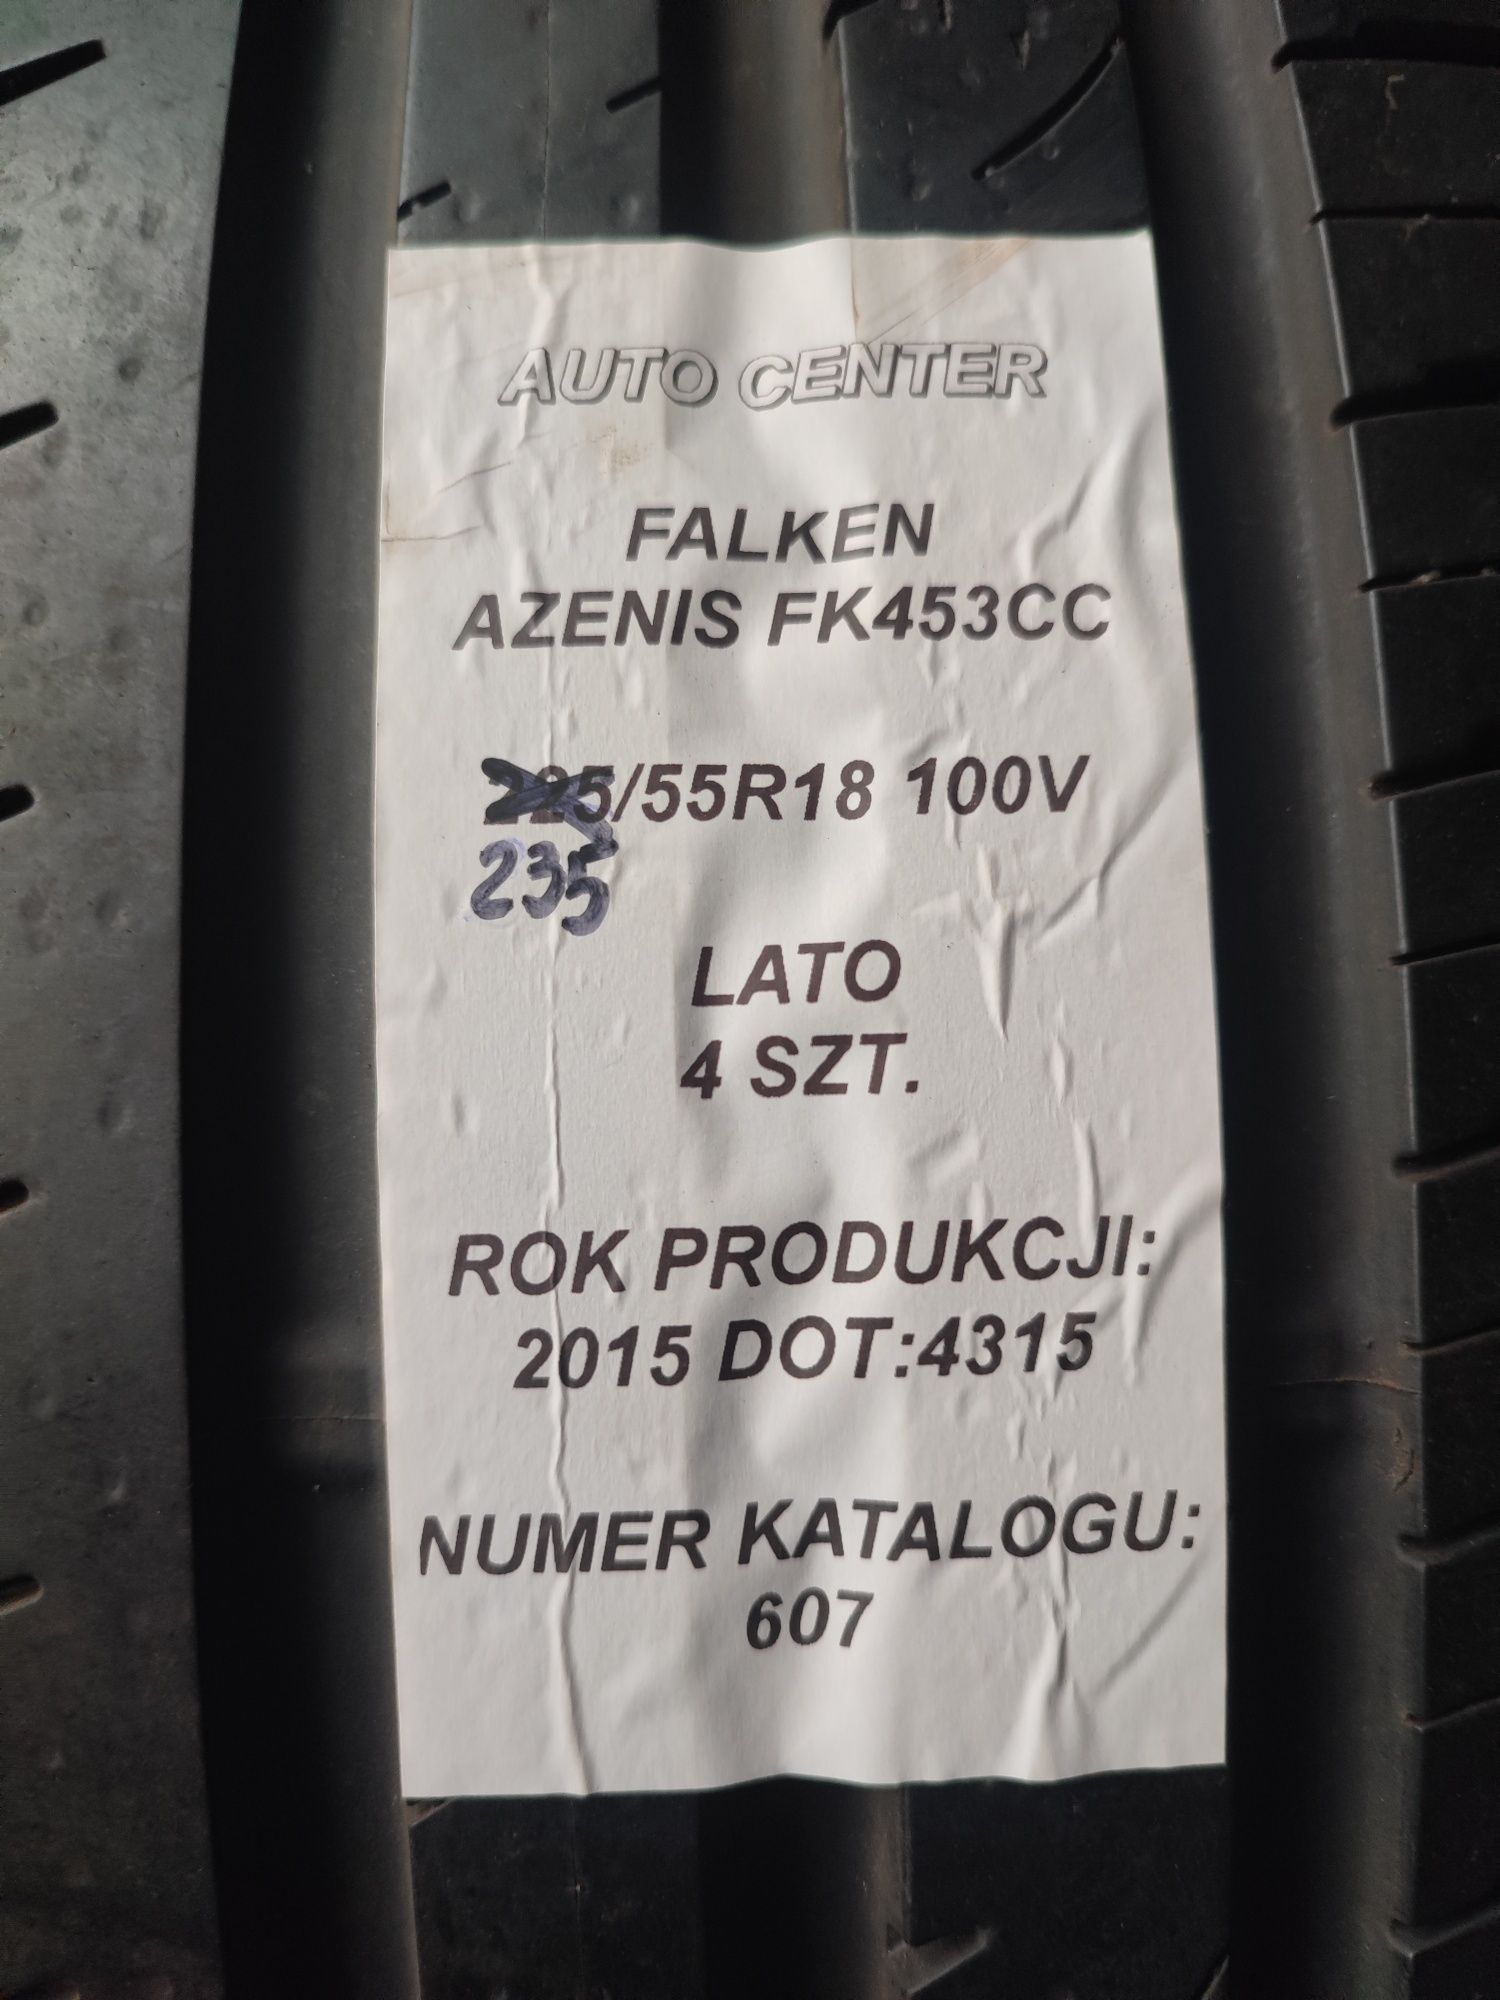 AUTO CENTER
FALKEN
AZENIS FK453CC
225/55R18 100V
235
LATO
4 SZT.
ROK PRODUKCJI:
2015 DOT:4315
NUMER KATALOGU:
607